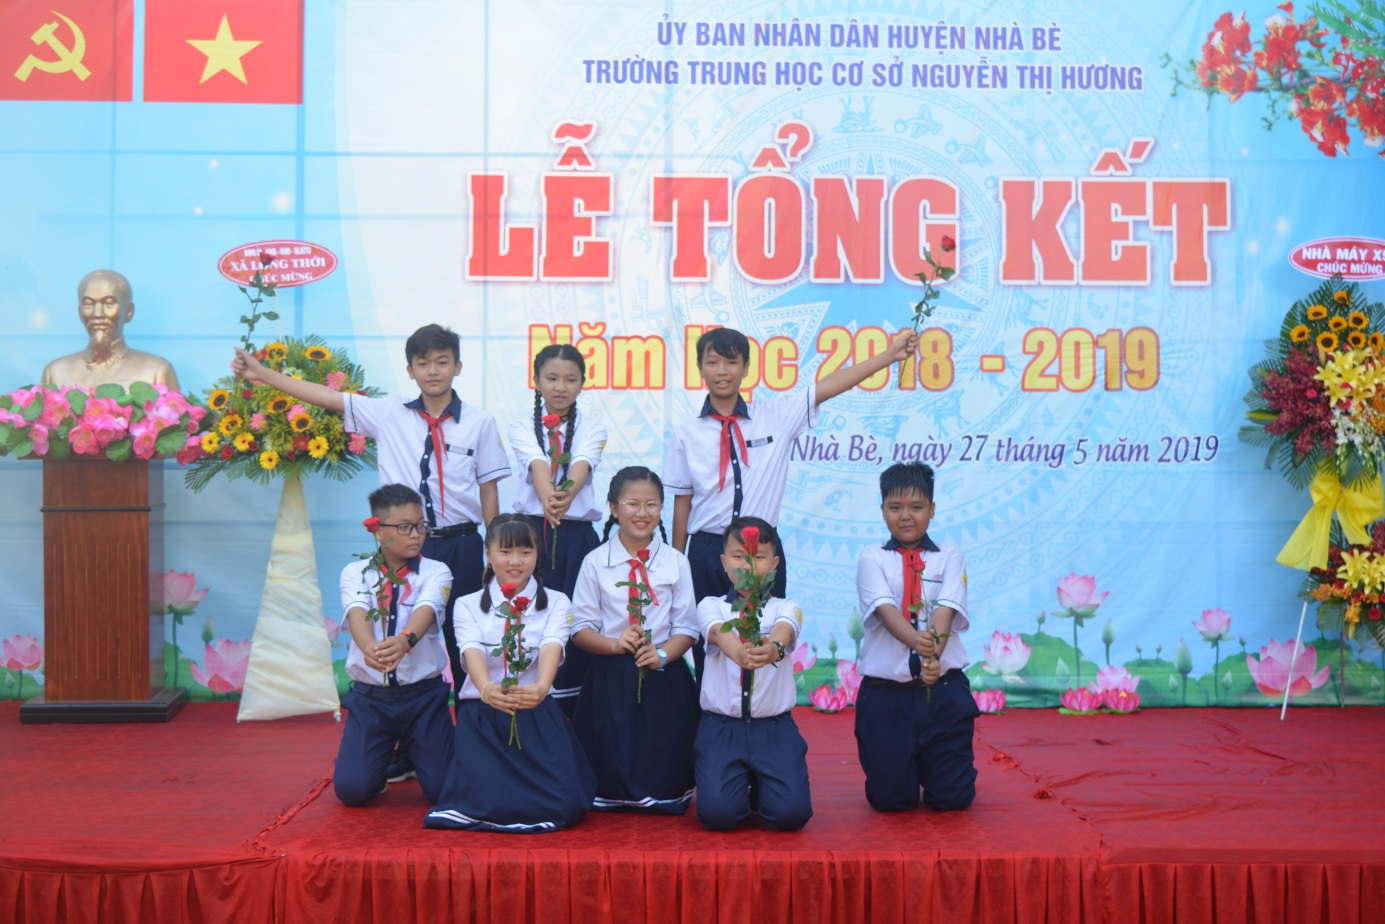 ỦY BAN NHÂN DÂN HUYỆN NHÀ BÈ
TRƯỜNG TRUNG HỌC CƠ SỞ NGUYỄN THỊ HƯƠNG
LỄ TỔNG KẾT
Năm Học 2018 - 2019
Nhà Bè, ngày 27 tháng 5 năm 2019
XÃ LONG THỚI
CHÚC MỪNG
NHÀ MÁY
CHÚC MỪNG